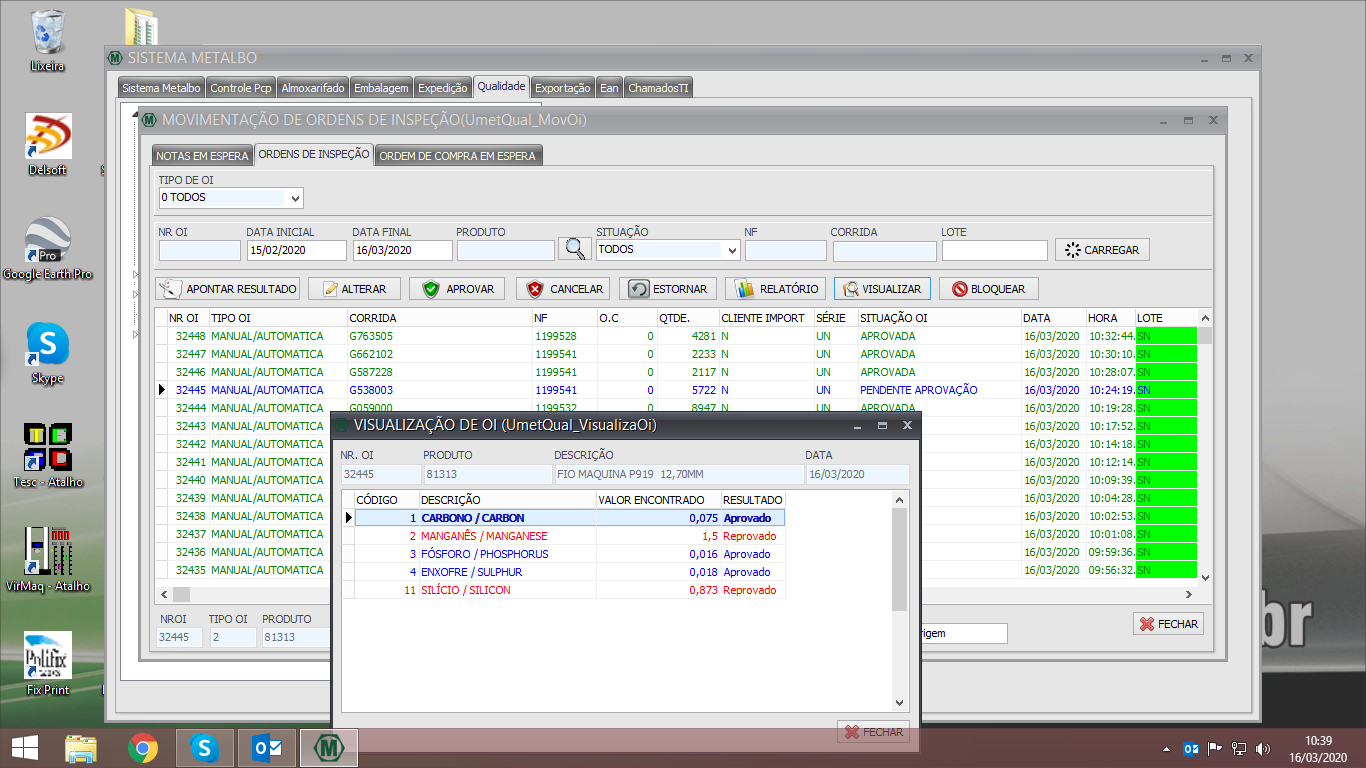 Lixeira
Delsoft
Pro
Google Earth Pro
Skype
Tesc - Atalho
VirMaq - Atalho
Polifix
Fix Print
SISTEMA METALBO
Sistema Metalbo Controle Pcp Almoxarifado Embalagem Expedição Qualidade Exportação Ean ChamadosTI
MOVIMENTAÇÃO DE ORDENS DE INSPEÇÃO(UmetQual_MovOi)
NOTAS EM ESPERA ORDENS DE INSPEÇÃO ORDEM DE COMPRA EM ESPERA
TIPO DE OI
0 TODOS
NR OI DATA INICIAL DATA FINAL PRODUTO SITUAÇÃO NF CORRIDA LOTE
15/02/2020 16/03/2020 TODOS CARREGAR
APONTAR RESULTADO ALTERAR APROVAR CANCELAR ESTORNAR RELATÓRIO VISUALIZAR BLOQUEAR
NR OI TIPO OI CORRIDA NF O.C QTDE. CLIENTE IMPORT SÉRIE SITUAÇÃO OI DATA HORA LOTE
32448 MANUAL/AUTOMATICA G763505 1199528 0 4281 N UN APROVADA 16/03/2020 10:32:44. SN
32447 MANUAL/AUTOMATICA G662102 1199541 0 2233 N UN APROVADA 16/03/2020 10:30:10. SN
32446 MANUAL/AUTOMATICA G587228 1199541 0 2117 N UN APROVADA 16/03/2020 10:28:07. SN
32445 MANUAL/AUTOMATICA G538003 1199541 0 5722 N UN PENDENTE APROVAÇÃO 16/03/2020 10:24:19. SN
32444 MANUAL/AUTOMATICA G059000 1199532 0 8947 N UN APROVADA 16/03/2020 10:19:28. SN
32443 MANUAL/AUTOMATICA 16/03/2020 10:17:52. SN
32442 MANUAL/AUTOMATICA 16/03/2020 10:14:18. SN
32441 MANUAL/AUTOMATICA 16/03/2020 10:12:14. SN
32440 MANUAL/AUTOMATICA 16/03/2020 10:09:39. SN
32439 MANUAL/AUTOMATICA 16/03/2020 10:04:28. SN
32438 MANUAL/AUTOMATICA 16/03/2020 10:02:53. SN
32437 MANUAL/AUTOMATICA 16/03/2020 10:01:08. SN
32436 MANUAL/AUTOMATICA 16/03/2020 09:59:36. SN
32435 MANUAL/AUTOMATICA 16/03/2020 09:56:32. SN
NROI TIPO OI PRODUTO
32445 2 81313 rigem FECHAR
br
VISUALIZAÇÃO DE OI (UmetQual_VisualizaOi)
NR. OI PRODUTO DESCRIÇÃO DATA
32445 81313 FIO MAQUINA P919 12,70MM 16/03/2020
CÓDIGO DESCRIÇÃO VALOR ENCONTRADO RESULTADO
1 CARBONO / CARBON 0,075 Aprovado
2 MANGANÊS / MANGANESE 1,5 Reprovado
3 FÓSFORO / PHOSPHORUS 0,016 Aprovado
4 ENXOFRE / SULPHUR 0,018 Aprovado
11 SILÍCIO / SILICON 0,873 Reprovado
FECHAR
10:39
16/03/2020